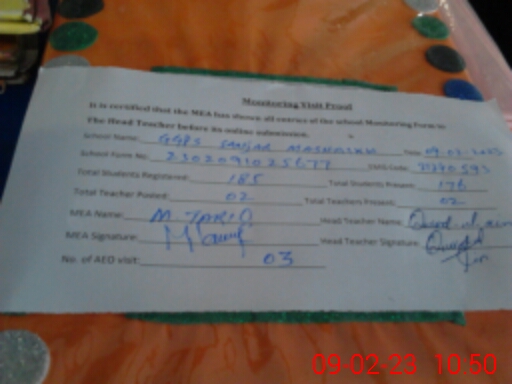 Monitoring Visit Proof
It is certified that the MEA has shown all entries of the school Monitoring Form to
The Head Teacher before its online submission.
School Name: GGPS SANJAR Date: 09-02-2023
School Form No: EMIS Code:
Total Students Registered: 185 Total Students Present: 176
Total Teacher Posted: 02 Total Teachers Present: 02
MEA Name: M TARIQ Head Teacher Name:
MEA Signature: Head Teacher Signature:
No. of AEO visit: 03
09-02-23 10:50